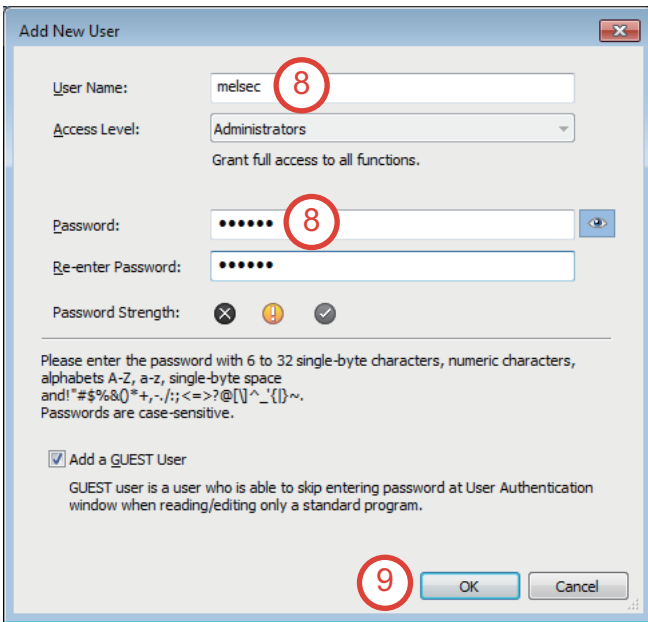 Add New User
User Name: melsec 8
Access Level: Administrators
Grant full access to all functions.
Password: •••••• 8
Re-enter Password: ••••••
Password Strength:
Please enter the password with 6 to 32 single-byte characters, numeric characters,
alphabets A-Z, a-z, single-byte space
and!"#$%&()*+,-./:;<=>?@[\]^_'{|}~.
Passwords are case-sensitive.
Add a GUEST User
GUEST user is a user who is able to skip entering password at User Authentication
window when reading/editing only a standard program.
9 OK Cancel